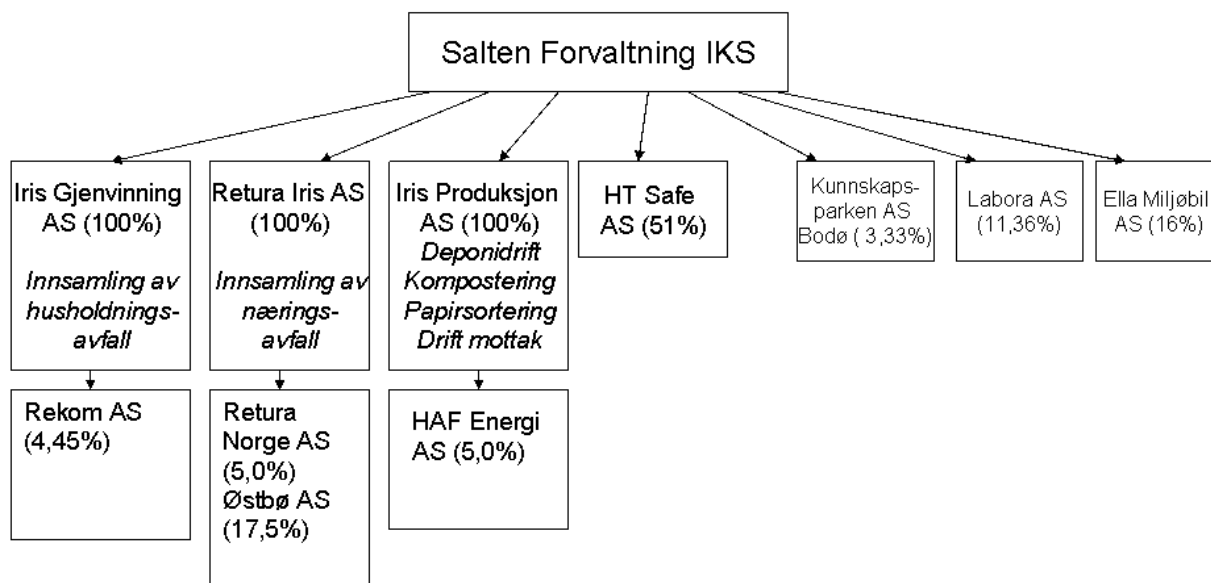 Salten Forvaltning IKS
Iris Gjenvinning
AS (100%)
Innsamling av
husholdnings-
avfall
Retura Iris AS
(100%)
Innsamling av
nærings-
avfall
Iris Produksjon
AS (100%)
Deponidrift
Kompostering
Papirsortering
Drift mottak
HT Safe
AS (51%)
Kunnskaps-
parken AS
Bodø ( 3,33%)
Labora AS
(11,36%)
Ella Miljøbil
AS (16%)
Rekom AS
(4,45%)
Retura
Norge AS
(5,0%)
Østbø AS
(17,5%)
HAF Energi
AS (5,0%)